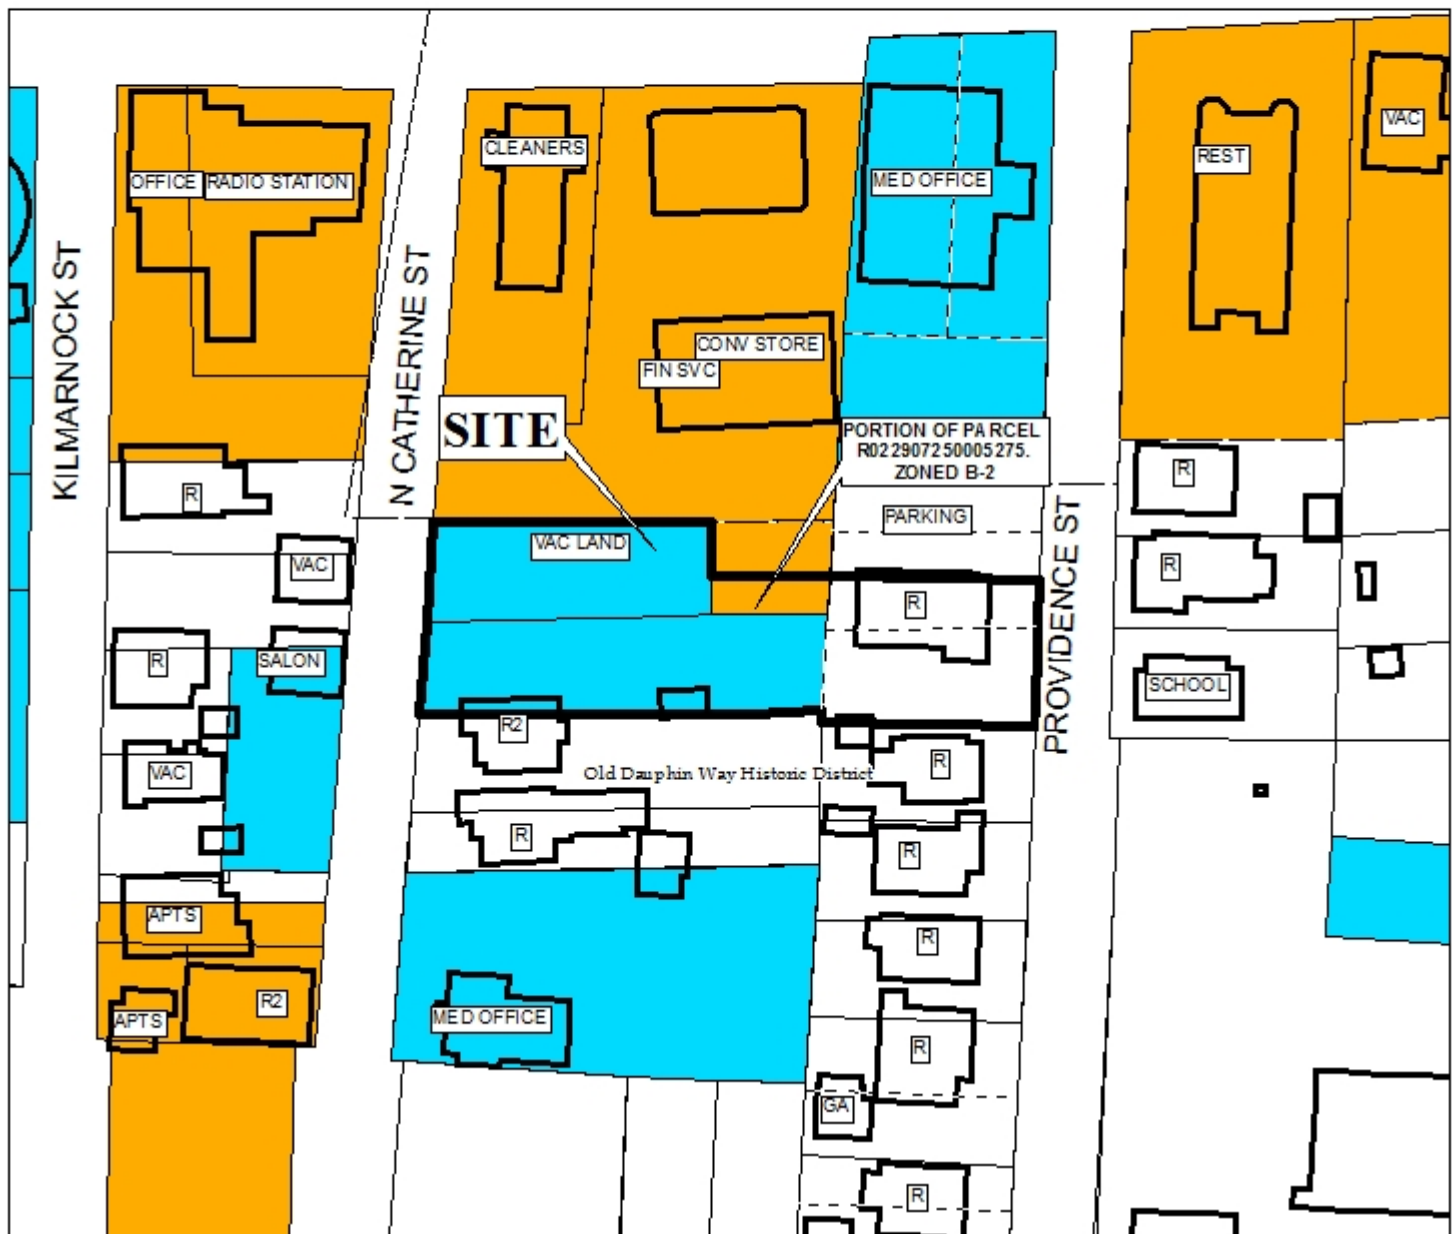 CLEANERS
VAC
REST
OFFICE
RADIO STATION
MED OFFICE
KILMARNOCK ST
N CATHERINE ST
CONV STORE
FIN SVC
SITE
PORTION OF PARCEL
R022907250005275.
ZONED B-2
R
R
PARKING
VAC LAND
VAC
R
R
PROVIDENCE ST
R
SALON
SCHOOL
R2
VAC
Old Dauphin Way Historic District
R
R
R
APTS
R
R2
APTS
MED OFFICE
R
GA
R